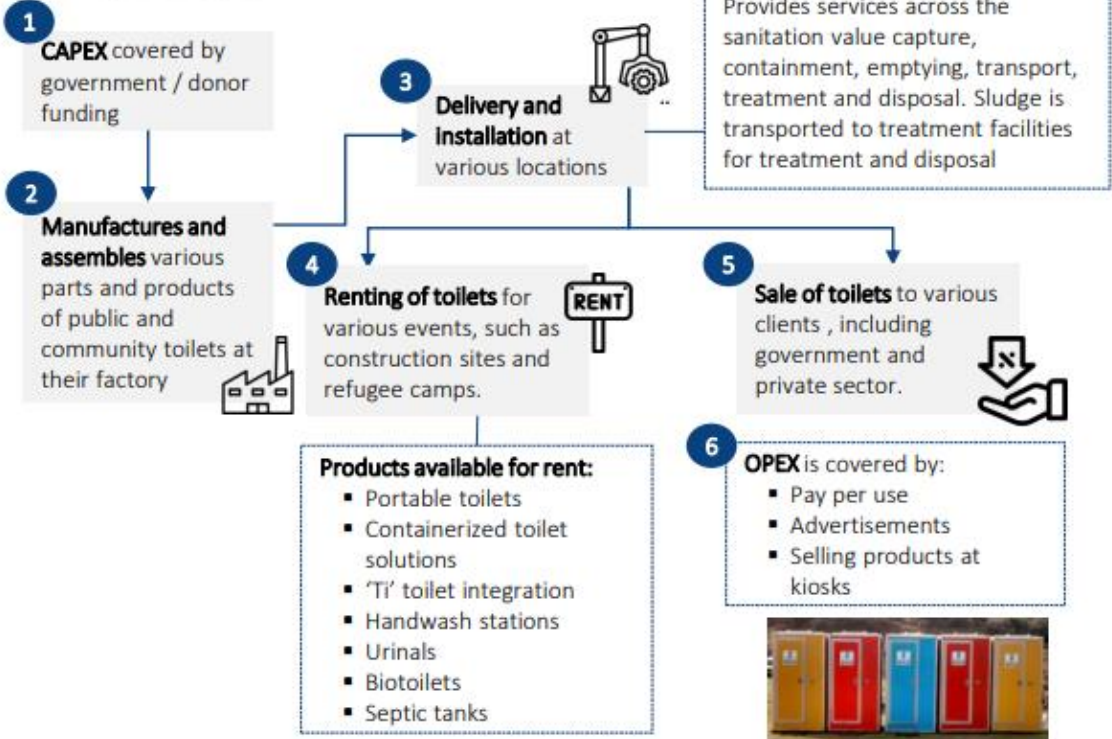 1
CAPEX covered by
government / donor
funding
2
Manufactures and
assembles various
parts and products
of public and
community toilets at
their factory
3
Delivery and
installation at
various locations
Provides services across the
sanitation value capture,
containment, emptying, transport,
treatment and disposal. Sludge is
transported to treatment facilities
for treatment and disposal
4
Renting of toilets for
various events, such as
construction sites and
refugee camps.
RENT
Products available for rent:
▪ Portable toilets
▪ Containerized toilet
solutions
▪ ‘Ti’ toilet integration
▪ Handwash stations
▪ Urinals
▪ Biotoilets
▪ Septic tanks
5
Sale of toilets to various
clients , including
government and
private sector.
6
OPEX is covered by:
▪ Pay per use
▪ Advertisements
▪ Selling products at
kiosks